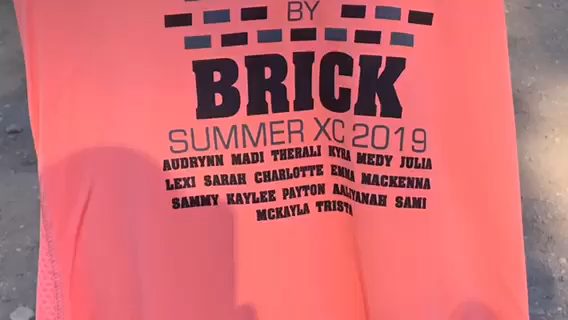 BY
BRICK
SUMMER XC 2019
AUDRYNN MADI THERALI KYRA MEDY JULIA
LEXI SARAH CHARLOTTE EMMA MACKENNA
SAMMY KAYLEE PAYTON AALIYANAH SAMI
MCKAYLA TRISTA